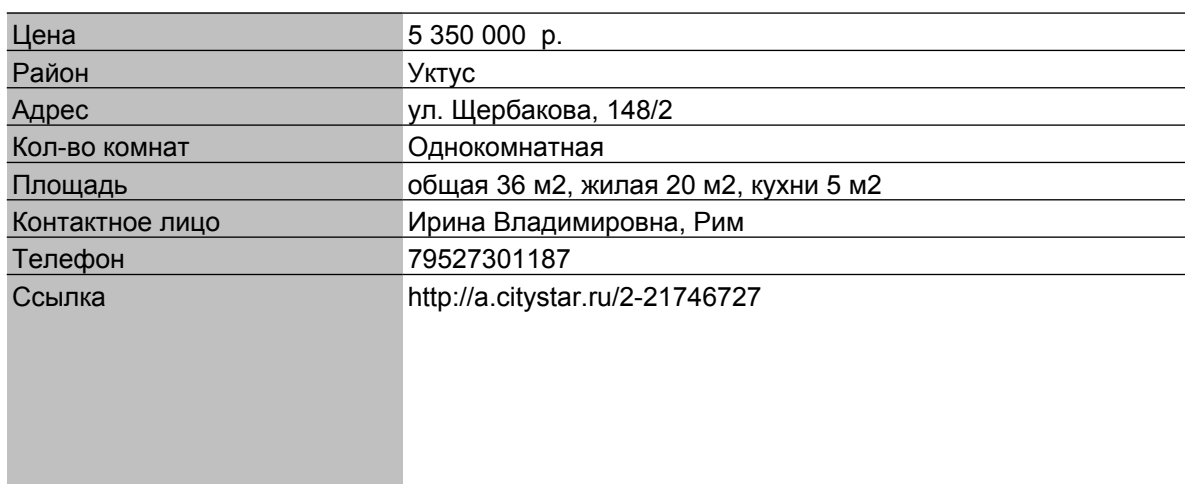 Цена 5 350 000 р.
Район Уктус
Адрес ул. Щербакова, 148/2
Кол-во комнат Однокомнатная
Площадь общая 36 м2, жилая 20 м2, кухни 5 м2
Контактное лицо Ирина Владимировна, Рим
Телефон 79527301187
Ссылка http://a.citystar.ru/2-21746727